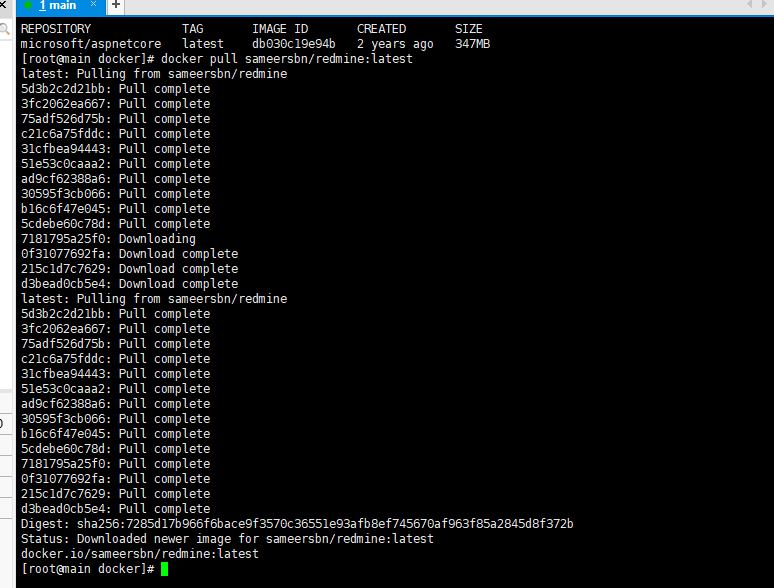 1 main × +
REPOSITORY TAG IMAGE ID CREATED SIZE
microsoft/aspnetcore latest db030c19e94b 2 years ago 347MB
[root@main docker]# docker pull sameersbn/redmine:latest
latest: Pulling from sameersbn/redmine
5d3b2c2d21bb: Pull complete
3fc2062ea667: Pull complete
75adf526d75b: Pull complete
c21c6a75fddc: Pull complete
31cfbea94443: Pull complete
51e53c0caaa2: Pull complete
ad9cf62388a6: Pull complete
30595f3cb066: Pull complete
b16c6f47e045: Pull complete
5cdebe60c78d: Pull complete
7181795a25f0: Downloading
0f31077692fa: Download complete
215c1d7c7629: Download complete
d3bead0cb5e4: Download complete
latest: Pulling from sameersbn/redmine
5d3b2c2d21bb: Pull complete
3fc2062ea667: Pull complete
75adf526d75b: Pull complete
c21c6a75fddc: Pull complete
31cfbea94443: Pull complete
51e53c0caaa2: Pull complete
ad9cf62388a6: Pull complete
30595f3cb066: Pull complete
b16c6f47e045: Pull complete
5cdebe60c78d: Pull complete
7181795a25f0: Pull complete
0f31077692fa: Pull complete
215c1d7c7629: Pull complete
d3bead0cb5e4: Pull complete
Digest: sha256:7285d17b966f6bace9f3570c36551e93afb8ef745670af963f85a2845d8f372b
Status: Downloaded newer image for sameersbn/redmine:latest
docker.io/sameersbn/redmine:latest
[root@main docker]#